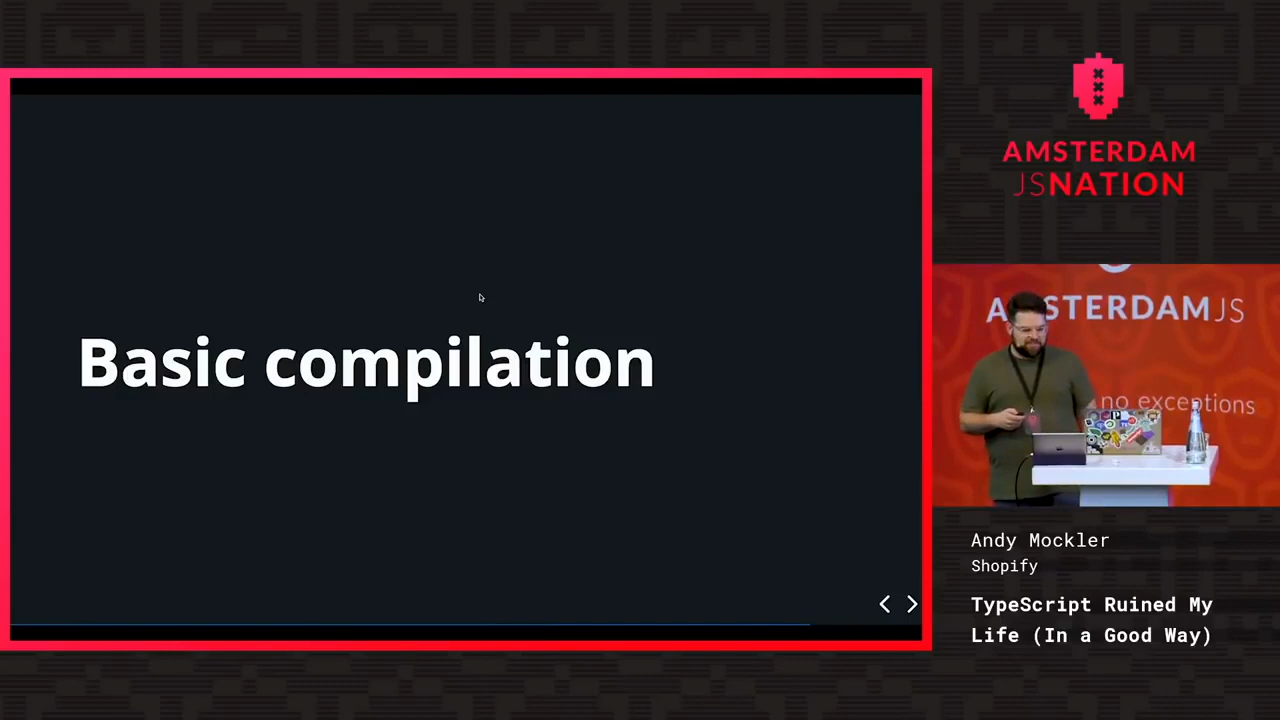 Basic compilation
AMSTERDAM
JSNATION
AMSTERDAMJS
no exceptions
Andy Mockler
Shopify
TypeScript Ruined My
Life (In a Good Way)